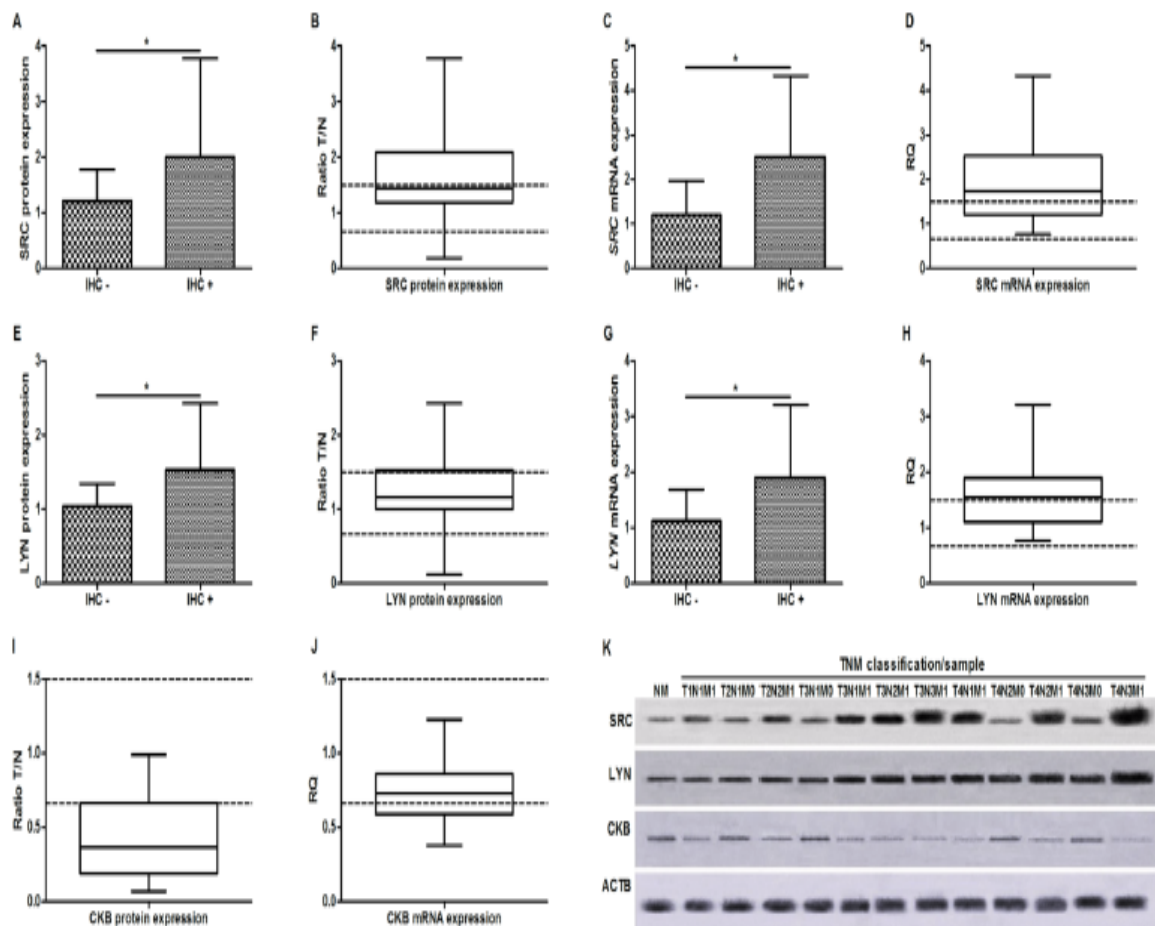 A
SRC protein expression
4
3
2
1
0
*
IHC -
IHC +
B
Ratio T/N
4
3
2
1
0
SRC protein expression
C
SRC mRNA expression
5
4
3
2
1
0
*
IHC -
IHC +
D
RQ
5
4
3
2
1
0
SRC mRNA expression
E
LYN protein expression
3
2
1
0
*
IHC -
IHC +
F
Ratio T/N
3
2
1
0
LYN protein expression
G
LYN mRNA expression
4
3
2
1
0
*
IHC -
IHC +
H
RQ
4
3
2
1
0
LYN mRNA expression
I
Ratio T/N
1.5
1.0
0.5
0.0
CKB protein expression
J
RQ
1.5
1.0
0.5
0.0
CKB mRNA expression
K
TNM classification/sample
NM T1N1M1 T2N1M0 T2N2M1 T3N1M0 T3N1M1 T3N2M1 T3N3M1 T4N1M1 T4N2M0 T4N2M1 T4N3M0 T4N3M1
SRC
LYN
CKB
ACTB